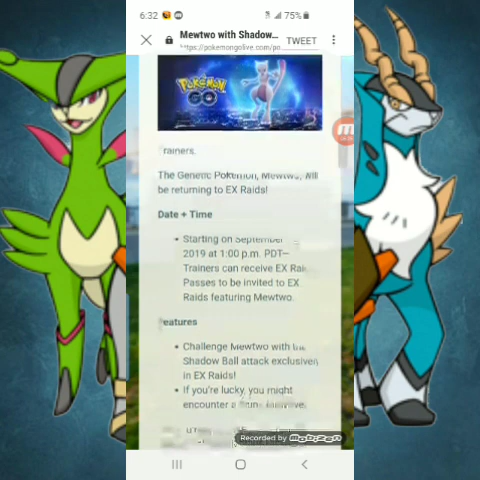 6:32
75%
Mewtwo with Shadow...
TWEET
POKÉMON
GO
The Genetic Pokémon, Mewtwo, will
be returning to EX Raids!
Date + Time
• Starting on September
2019 at 1:00 p.m. PDT—
Trainers can receive EX
Passes to be invited to EX
Raids featuring Mewtwo.
Features
• Challenge Mewtwo with the
Shadow Ball attack exclusively
in EX Raids!
• If you're lucky, you might
encounter a
Recorded by mobizen